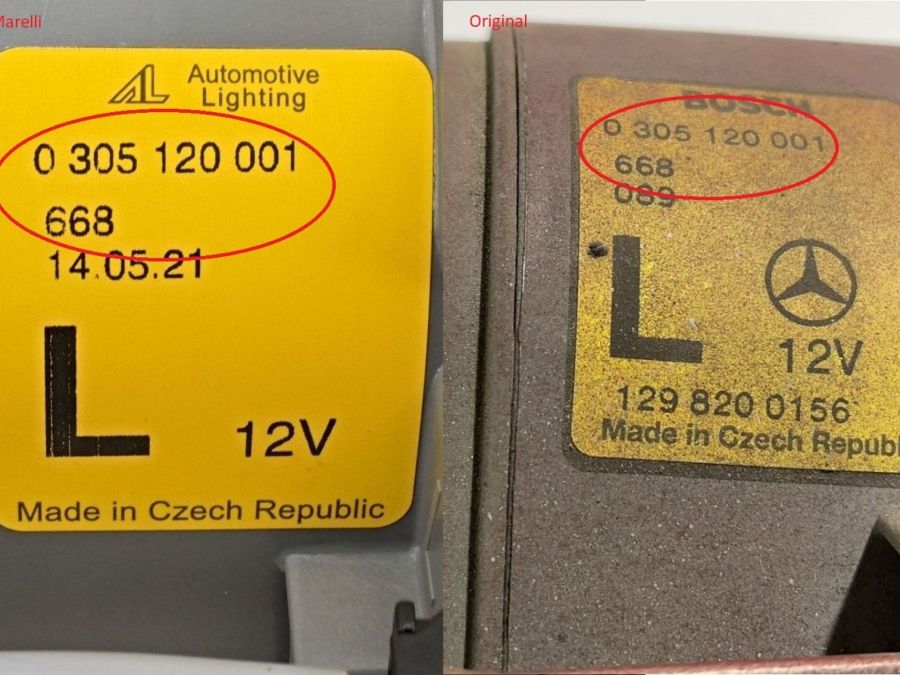 Marelli
Automotive
Lighting
0 305 120 001
668
14.05.21
L
12V
Made in Czech Republic
Original
BOSCH
0 305 120 001
668
089
L
12V
129 820 0156
Made in Czech Republi